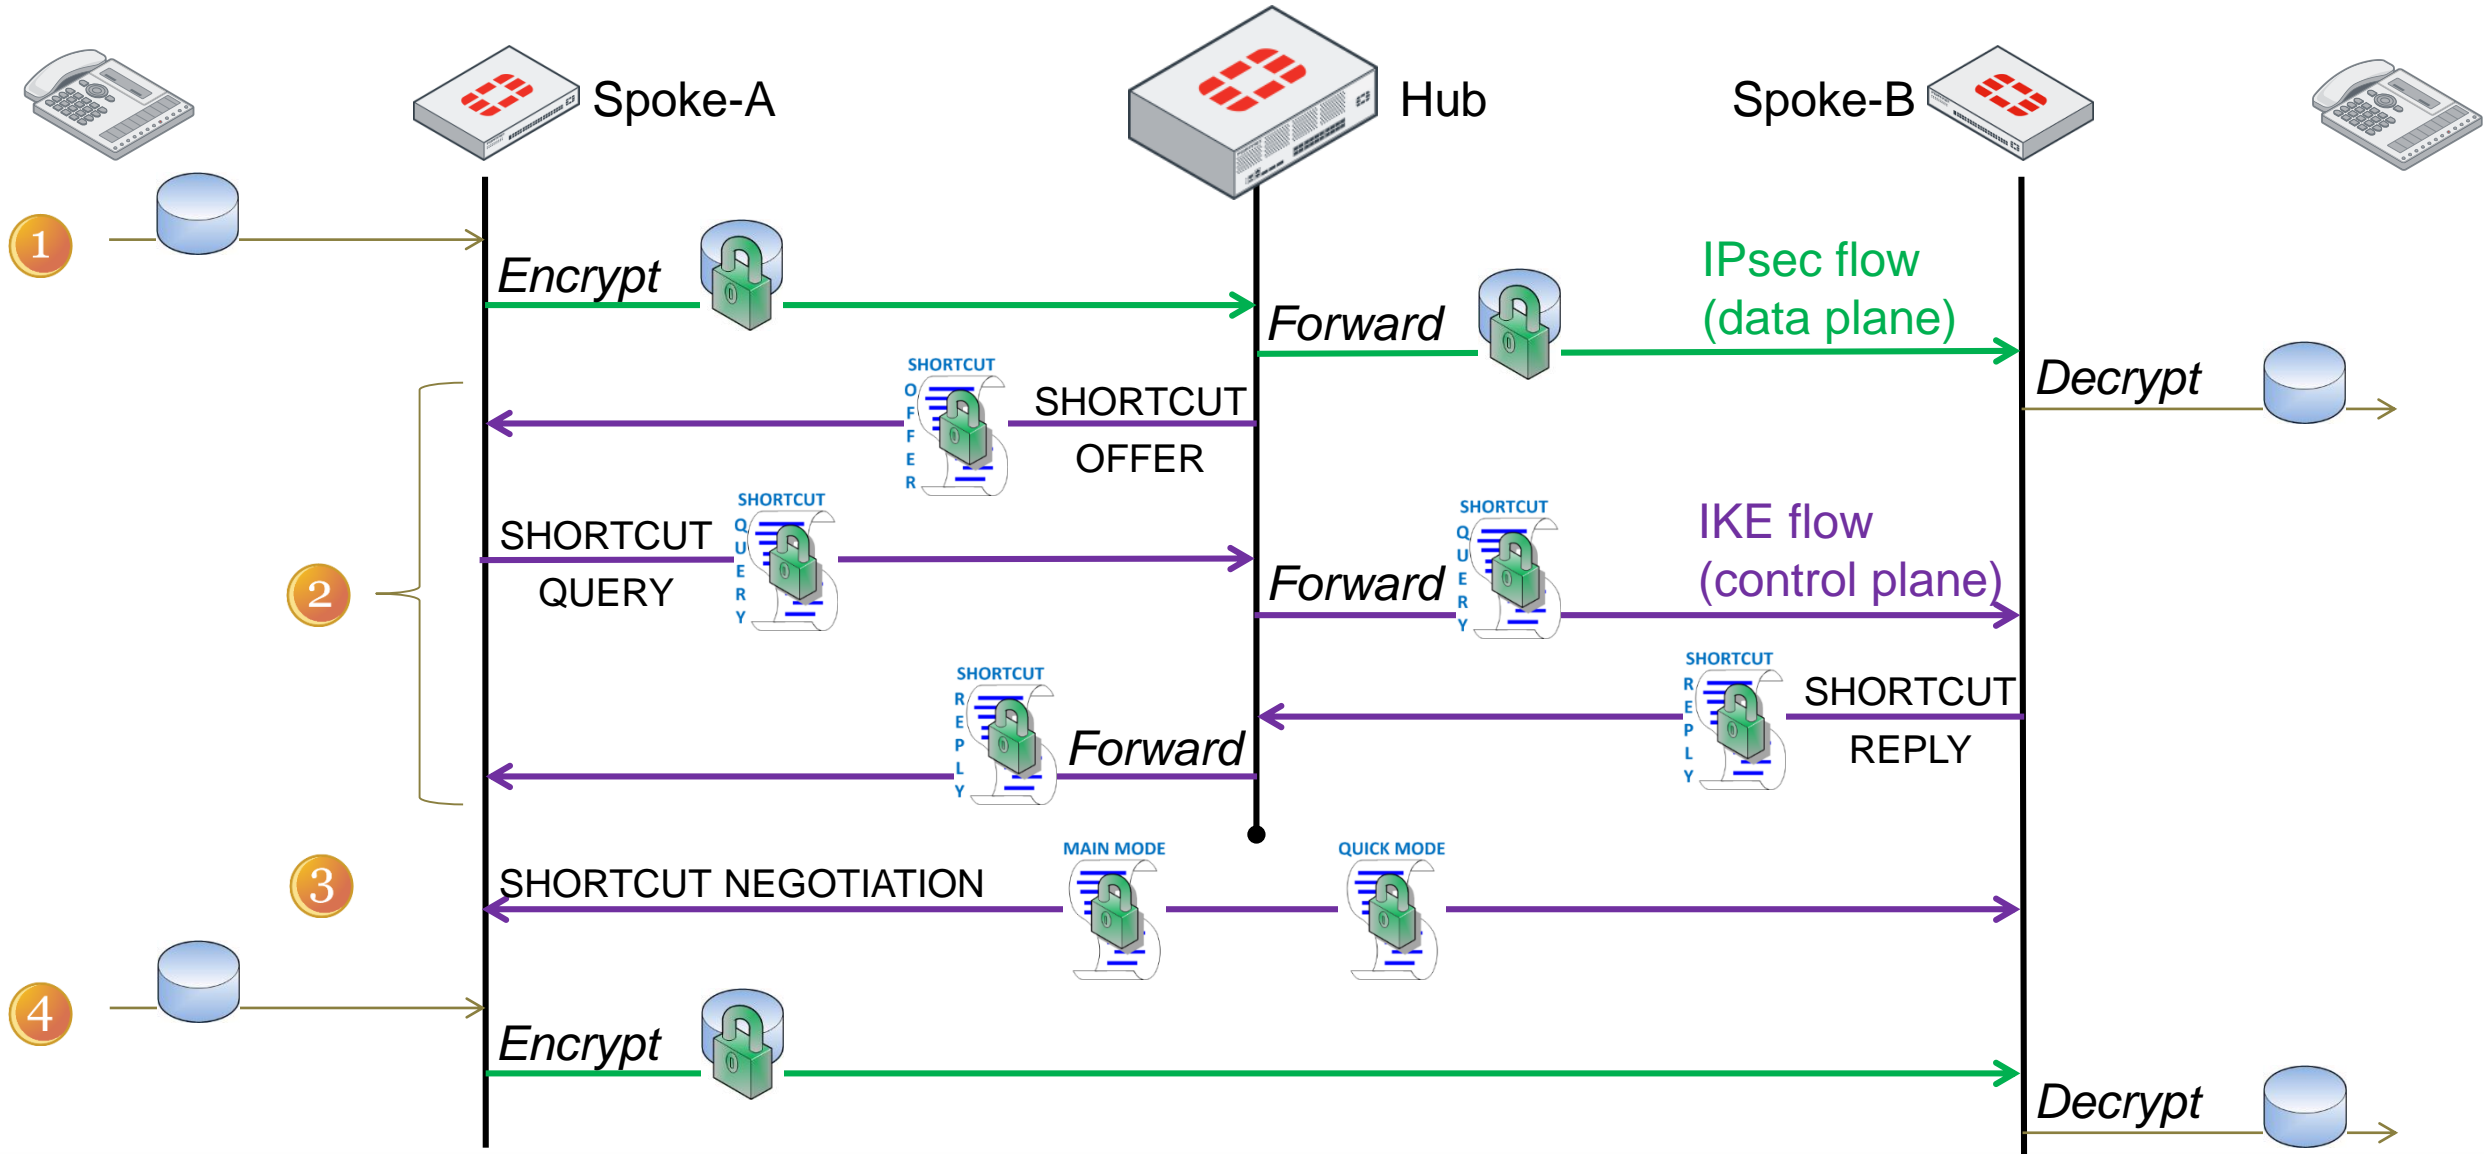 Spoke-A
Hub
Spoke-B
1
Encrypt
IPsec flow
(data plane)
Forward
Decrypt
SHORTCUT
OFFER
SHORTCUT
OFFER
2
SHORTCUT
QUERY
SHORTCUT
QUERY
IKE flow
(control plane)
Forward
SHORTCUT
QUERY
SHORTCUT
REPLY
SHORTCUT
REPLY
SHORTCUT
REPLY
Forward
3
SHORTCUT NEGOTIATION
MAIN MODE
QUICK MODE
4
Encrypt
Decrypt